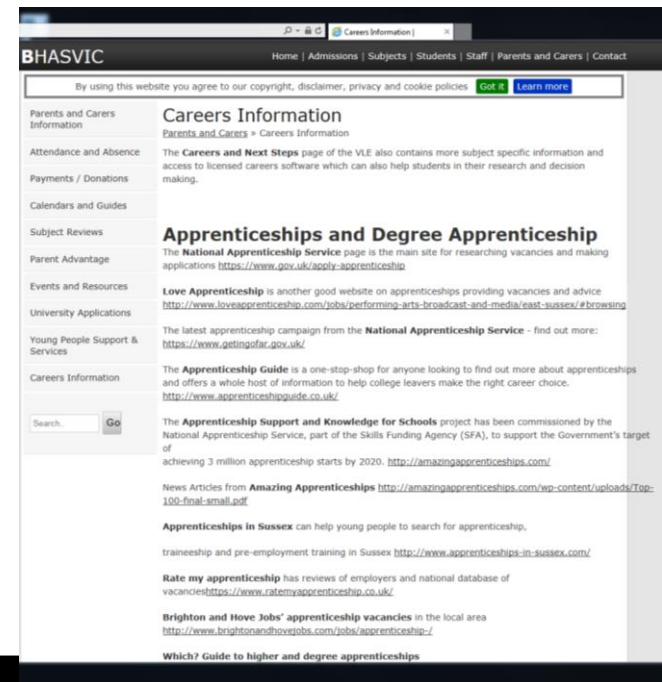 Careers Information |
BHASVIC
Home | Admissions | Subjects | Students | Staff | Parents and Carers | Contact
By using this website you agree to our copyright, disclaimer, privacy and cookie policies Got it Learn more
Parents and Carers
Information
Attendance and Absence
Payments / Donations
Calendars and Guides
Subject Reviews
Parent Advantage
Events and Resources
University Applications
Young People Support &
Services
Careers Information
Search..
Go
Careers Information
Parents and Carers » Careers Information
The Careers and Next Steps page of the VLE also contains more subject specific information and
access to licensed careers software which can also help students in their research and decision
making.
Apprenticeships and Degree Apprenticeship
The National Apprenticeship Service page is the main site for researching vacancies and making
applications https://www.gov.uk/apply-apprenticeship
Love Apprenticeship is another good website on apprenticeships providing vacancies and advice
http://www.loveapprenticeship.com/jobs/performing-arts-broadcast-and-media/east-sussex/#browsing
The latest apprenticeship campaign from the National Apprenticeship Service - find out more:
https://www.getingofar.gov.uk/
The Apprenticeship Guide is a one-stop-shop for anyone looking to find out more about apprenticeships
and offers a whole host of information to help college leavers make the right career choice.
http://www.apprenticeshipguide.co.uk/
The Apprenticeship Support and Knowledge for Schools project has been commissioned by the
National Apprenticeship Service, part of the Skills Funding Agency (SFA), to support the Government's target
of
achieving 3 million apprenticeship starts by 2020. http://amazingapprenticeships.com/
News Articles from Amazing Apprenticeships http://amazingapprenticeships.com/wp-content/uploads/Top-
100-final-small.pdf
Apprenticeships in Sussex can help young people to search for apprenticeship,
traineeship and pre-employment training in Sussex http://www.apprenticeships-in-sussex.com/
Rate my apprenticeship has reviews of employers and national database of
vacancieshttps://www.ratemyapprenticeship.co.uk/
Brighton and Hove Jobs' apprenticeship vacancies in the local area
http://www.brightonandhovejobs.com/jobs/apprenticeship-/
Which? Guide to higher and degree apprenticeships